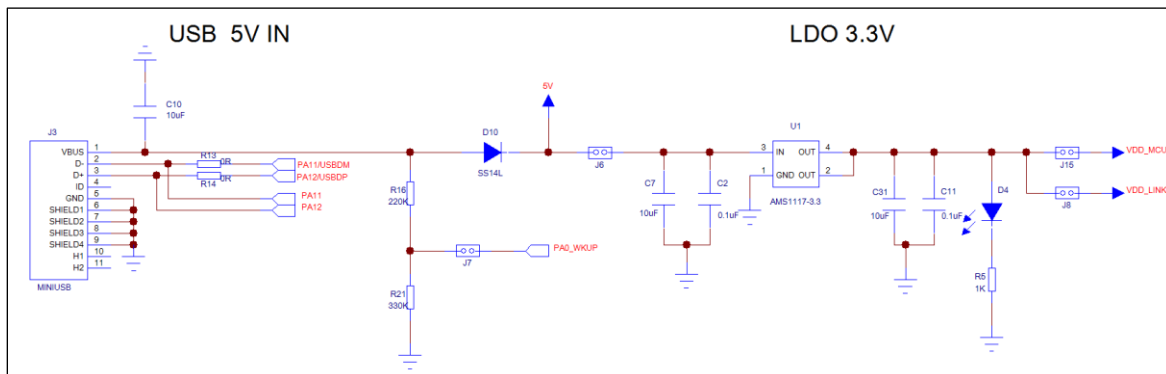 USB 5V IN
LDO 3.3V
C10
10uF
J3
VBUS 1
D- 2
D+ 3
ID 4
GND 5
SHIELD1 6
SHIELD2 7
SHIELD3 8
SHIELD4 9
H1 10
H2 11
MINIUSB
R13 0R
R14 0R
PA11/USBDM
PA12/USBDP
PA11
PA12
R16
220K
R21
330K
J7
PA0_WKUP
D10
SS14L
5V
J6
C7
10uF
C2
0.1uF
U1
3 IN OUT 4
1 GND OUT 2
AMS1117-3.3
C31
10uF
C11
0.1uF
D4
R5
1K
J15
VDD_MCU
J8
VDD_LINK